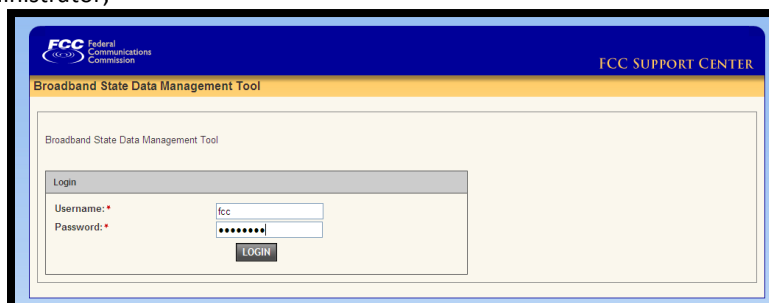 FCC Federal
Communications
Commission
FCC SUPPORT CENTER
Broadband State Data Management Tool
Broadband State Data Management Tool
Login
Username: * fcc
Password: * ••••••••
LOGIN